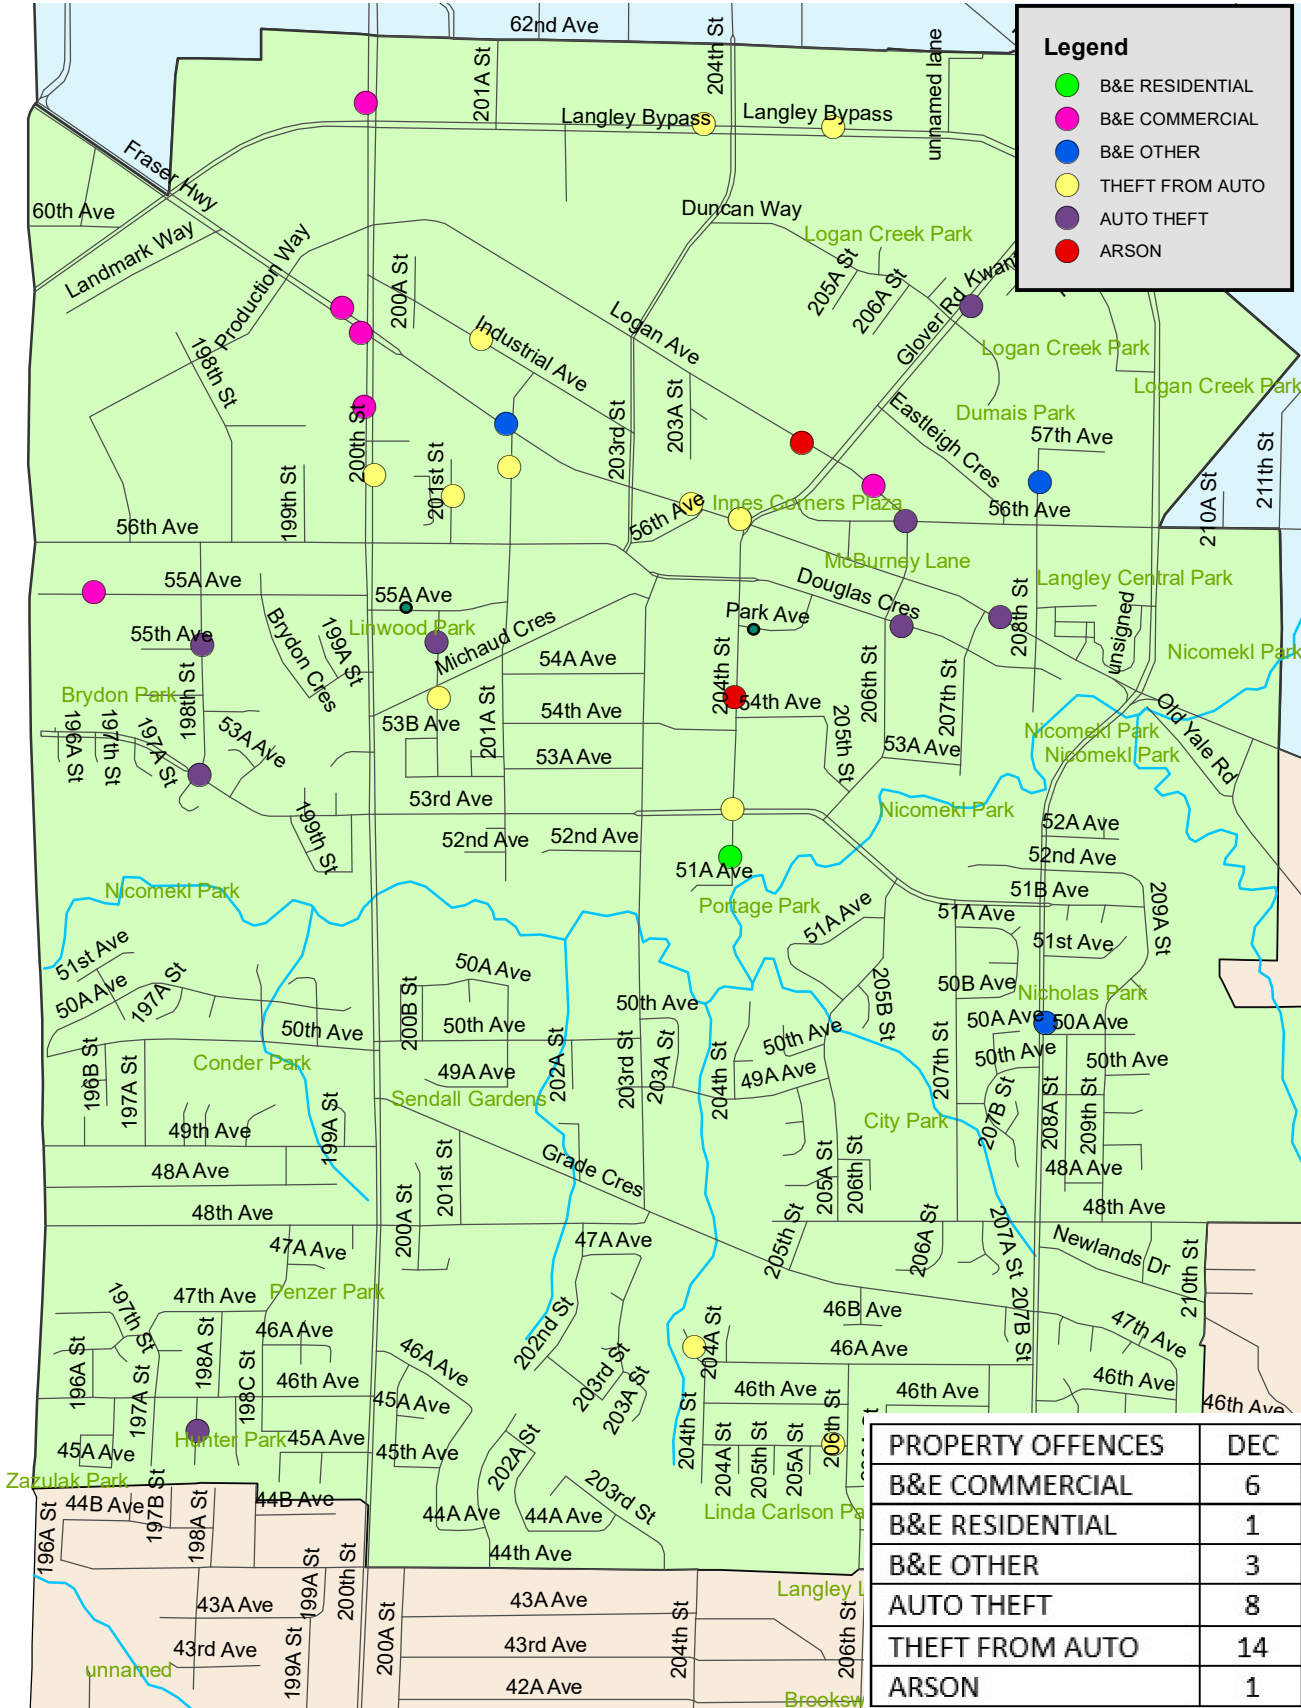 62nd Ave
201A St
204th St
unnamed lane
Legend
B&E RESIDENTIAL
B&E COMMERCIAL
B&E OTHER
THEFT FROM AUTO
AUTO THEFT
ARSON
Langley Bypass
Langley Bypass
Fraser Hwy
60th Ave
Landmark Way
Production Way
Duncan Way
Logan Creek Park
205A St
206A St
Glover Rd
200A St
Industrial Ave
Logan Ave
198th St
Logan Creek Park
Logan Creek Park
203A St
203rd St
Eastleigh Cres
Dumais Park
57th Ave
200th St
201st St
199th St
211th St
210A St
56th Ave
56th Ave
Innes Corners Plaza
56th Ave
McBurney Lane
55A Ave
55A Ave
Douglas Cres
Langley Central Park
208th St
unsigned
Park Ave
55th Ave
Brydon Cres
199A St
Linwood Park
Michaud Cres
Nicomekl Park
54A Ave
204th St
206th St
207th St
Brydon Park
198th St
54th Ave
54th Ave
53B Ave
201A St
205th St
Old Yale Rd
196A St
197th St
197A St
53A Ave
53A Ave
53A Ave
Nicomekl Park
Nicomekl Park
53rd Ave
Nicomekl Park
199th St
52nd Ave
52nd Ave
52A Ave
52nd Ave
51A Ave
51B Ave
209A St
Nicomekl Park
Portage Park
51A Ave
51A Ave
51st Ave
51st Ave
50A Ave
197A St
50A Ave
200B St
205B St
50B Ave
Nicholas Park
50th Ave
50th Ave
50th Ave
50th Ave
50A Ave
50A Ave
50th Ave
50th Ave
196B St
197A St
Conder Park
49A Ave
202A St
203rd St
203A St
204th St
49A Ave
207th St
207B St
208A St
209th St
Sendall Gardens
City Park
49th Ave
199A St
48A Ave
Grade Cres
205A St
206th St
48A Ave
201st St
200A St
48th Ave
48th Ave
47A Ave
47A Ave
205th St
206A St
207A St
Newlands Dr
210th St
197th St
47th Ave
Penzer Park
46B Ave
207B St
47th Ave
196A St
198A St
46A Ave
46A Ave
202nd St
203rd St
204A St
46A Ave
197A St
198C St
46th Ave
45A Ave
203A St
46th Ave
46th Ave
46th Ave
46th Ave
Hunter Park
45A Ave
45A Ave
45th Ave
202A St
204th St
204A St
205th St
205A St
206th St
Zazulak Park
44B Ave
197B St
198A St
44B Ave
44A Ave
44A Ave
203rd St
Linda Carlson
196A St
44th Ave
199A St
200th St
43A Ave
43A Ave
200A St
204th St
206th St
Langley
43rd Ave
43rd Ave
199A St
unnamed
42A Ave
PROPERTY OFFENCES DEC
B&E COMMERCIAL 6
B&E RESIDENTIAL 1
B&E OTHER 3
AUTO THEFT 8
THEFT FROM AUTO 14
ARSON 1